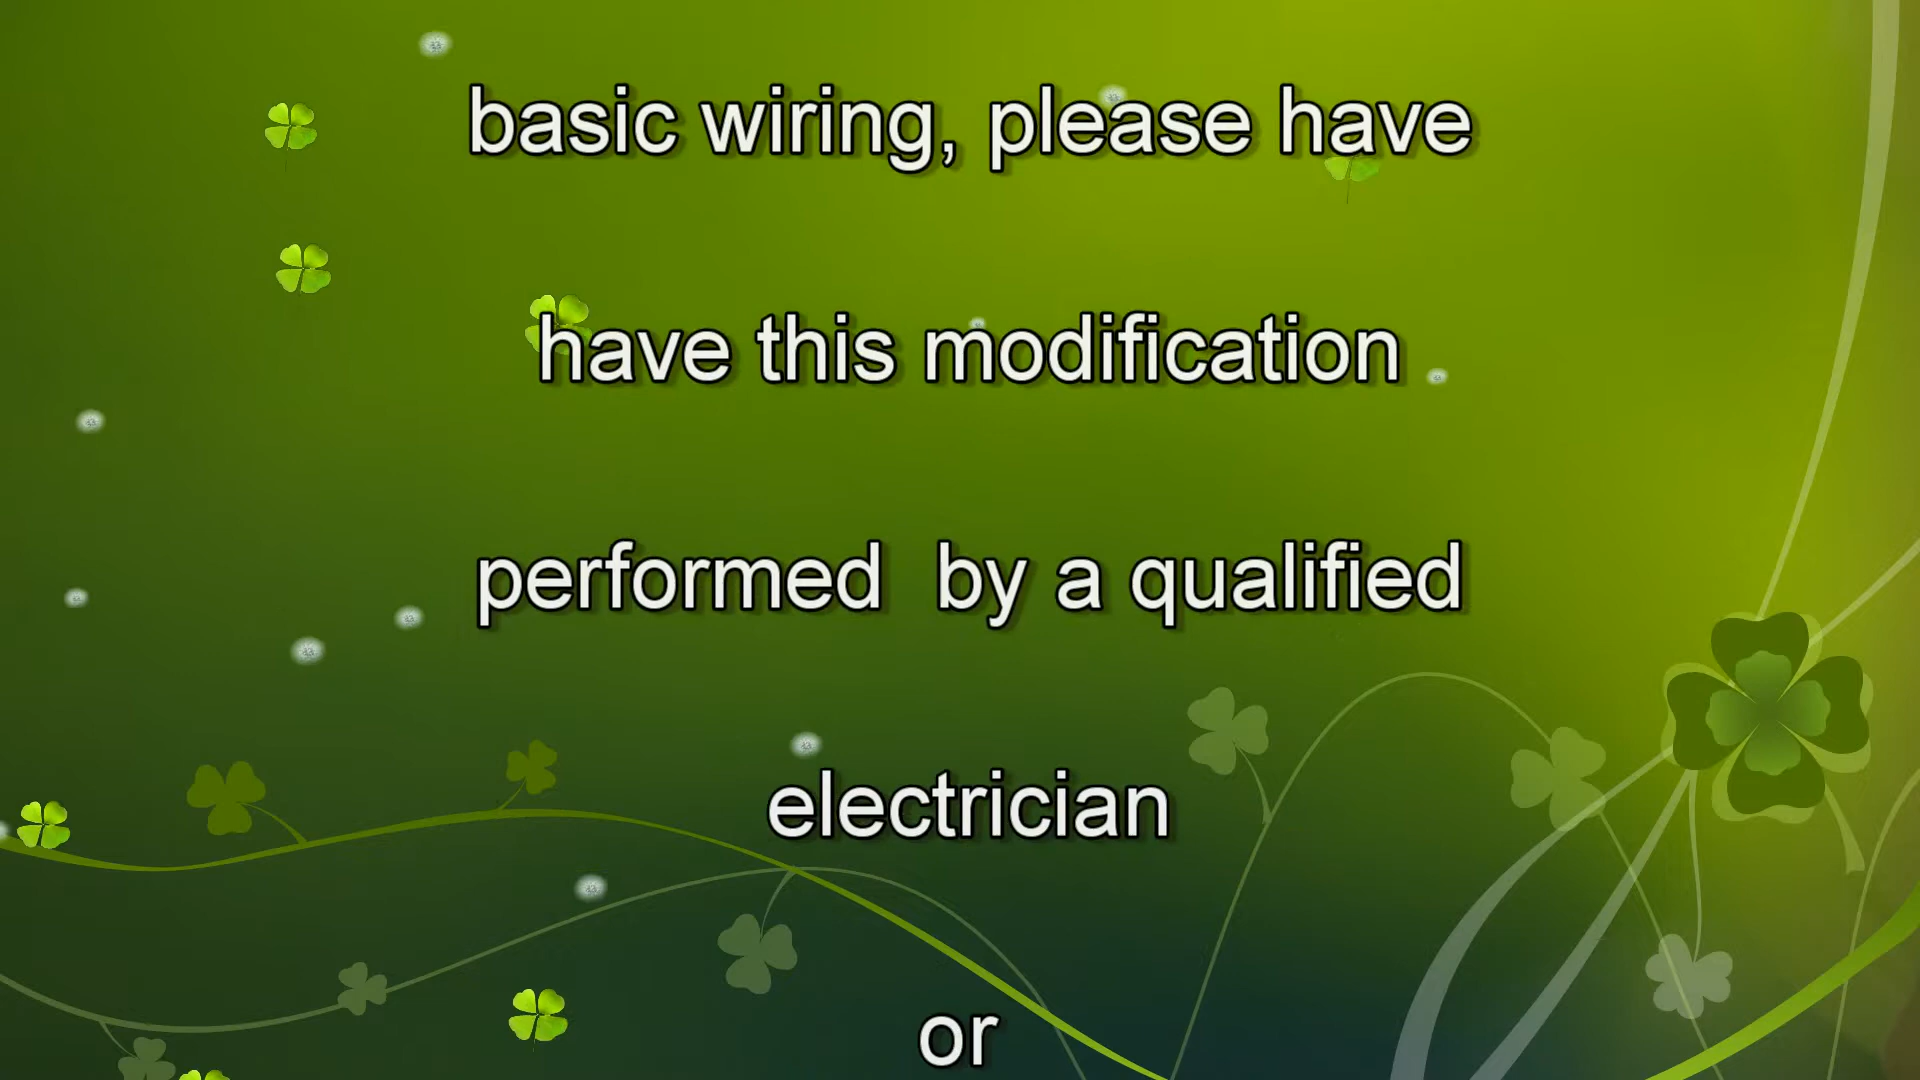 basic wiring, please have
have this modification
performed  by a qualified
electrician
or